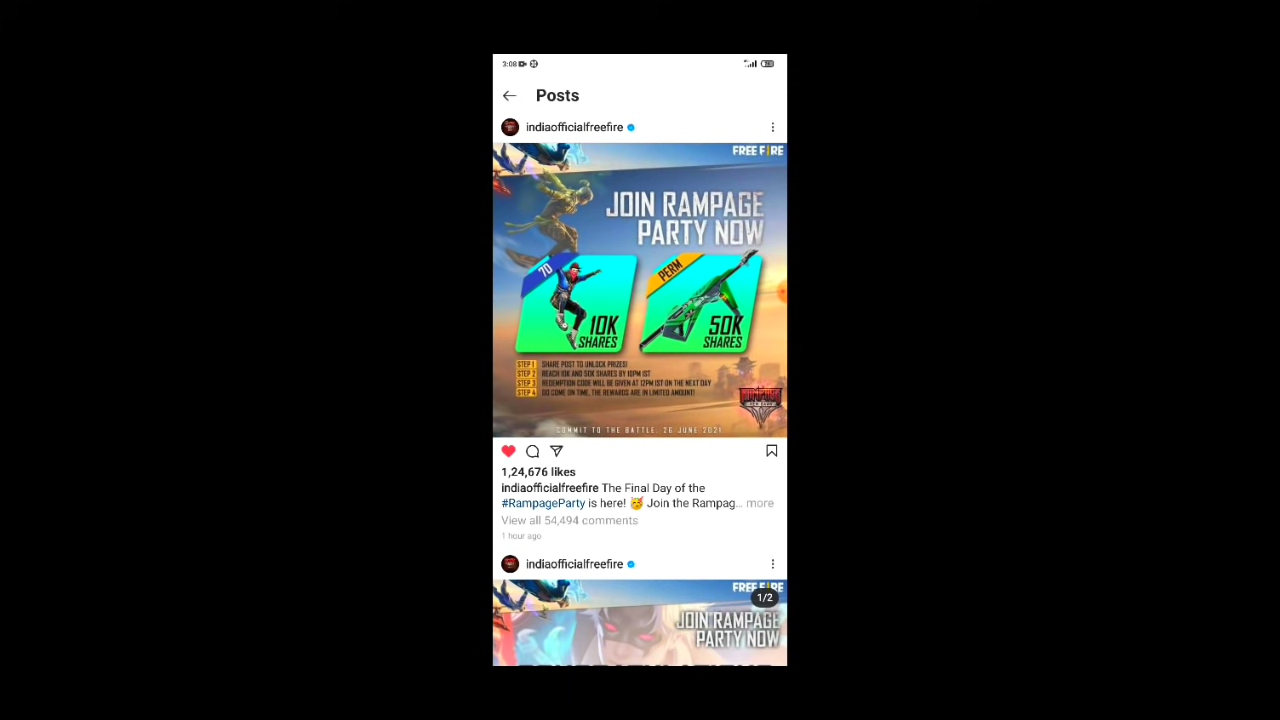 3:08
Posts
indiaofficialfreefire
FREE FIRE
JOIN RAMPAGE
PARTY NOW
7D
10K
SHARES
PERM
50K
SHARES
STEP 1 SHARE POST TO UNLOCK PRIZES!
STEP 2 REACH 10K AND 50K SHARES BY 10PM IST
STEP 3 REDEMPTION CODE WILL BE GIVEN AT 12PM IST ON THE NEXT DAY
STEP 4 DO COME ON TIME, THE REWARDS ARE IN LIMITED AMOUNT!
COMMIT TO THE BATTLE, 26 JUNE 2021
1,24,676 likes
indiaofficialfreefire The Final Day of the
#RampageParty is here! 🥳 Join the Rampag... more
View all 54,494 comments
1 hour ago
indiaofficialfreefire
FREE FIRE
1/2
JOIN RAMPAGE
PARTY NOW